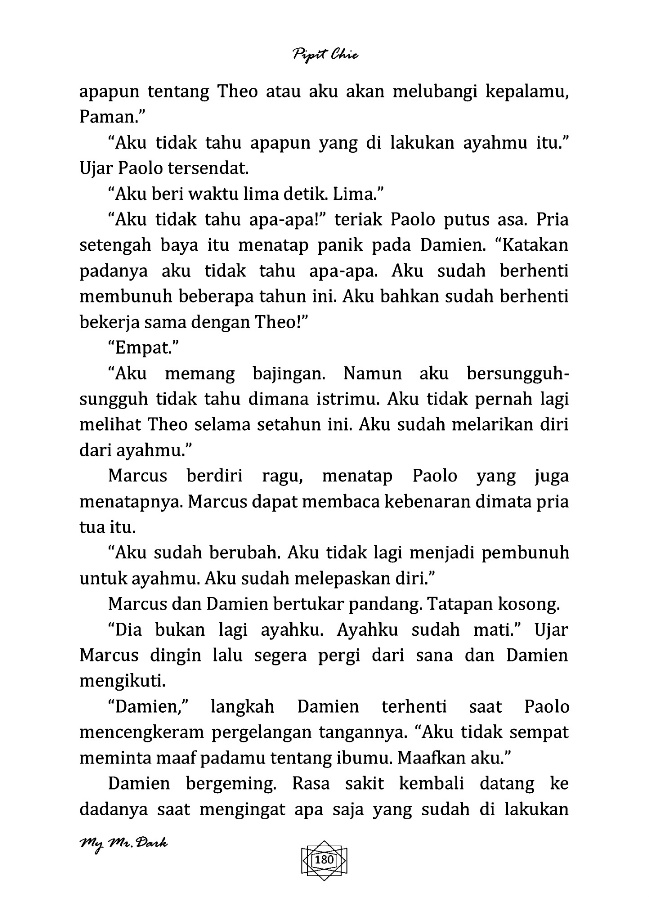 Pipit Chie
apapun tentang Theo atau aku akan melubangi kepalamu,
Paman.”
“Aku tidak tahu apapun yang di lakukan ayahmu itu.”
Ujar Paolo tersendat.
“Aku beri waktu lima detik. Lima.”
“Aku tidak tahu apa-apa!” teriak Paolo putus asa. Pria
setengah baya itu menatap panik pada Damien. “Katakan
padanya aku tidak tahu apa-apa. Aku sudah berhenti
membunuh beberapa tahun ini. Aku bahkan sudah berhenti
bekerja sama dengan Theo!”
“Empat.”
“Aku memang bajingan. Namun aku bersungguh-
sungguh tidak tahu dimana istrimu. Aku tidak pernah lagi
melihat Theo selama setahun ini. Aku sudah melarikan diri
dari ayahmu.”
Marcus berdiri ragu, menatap Paolo yang juga
menatapnya. Marcus dapat membaca kebenaran dimata pria
tua itu.
“Aku sudah berubah. Aku tidak lagi menjadi pembunuh
untuk ayahmu. Aku sudah melepaskan diri.”
Marcus dan Damien bertukar pandang. Tatapan kosong.
“Dia bukan lagi ayahku. Ayahku sudah mati.” Ujar
Marcus dingin lalu segera pergi dari sana dan Damien
mengikuti.
“Damien,” langkah Damien terhenti saat Paolo
mencengkeram pergelangan tangannya. “Aku tidak sempat
meminta maaf padamu tentang ibumu. Maafkan aku.”
Damien bergeming. Rasa sakit kembali datang ke
dadanya saat mengingat apa saja yang sudah di lakukan
My Mr. Dark
180